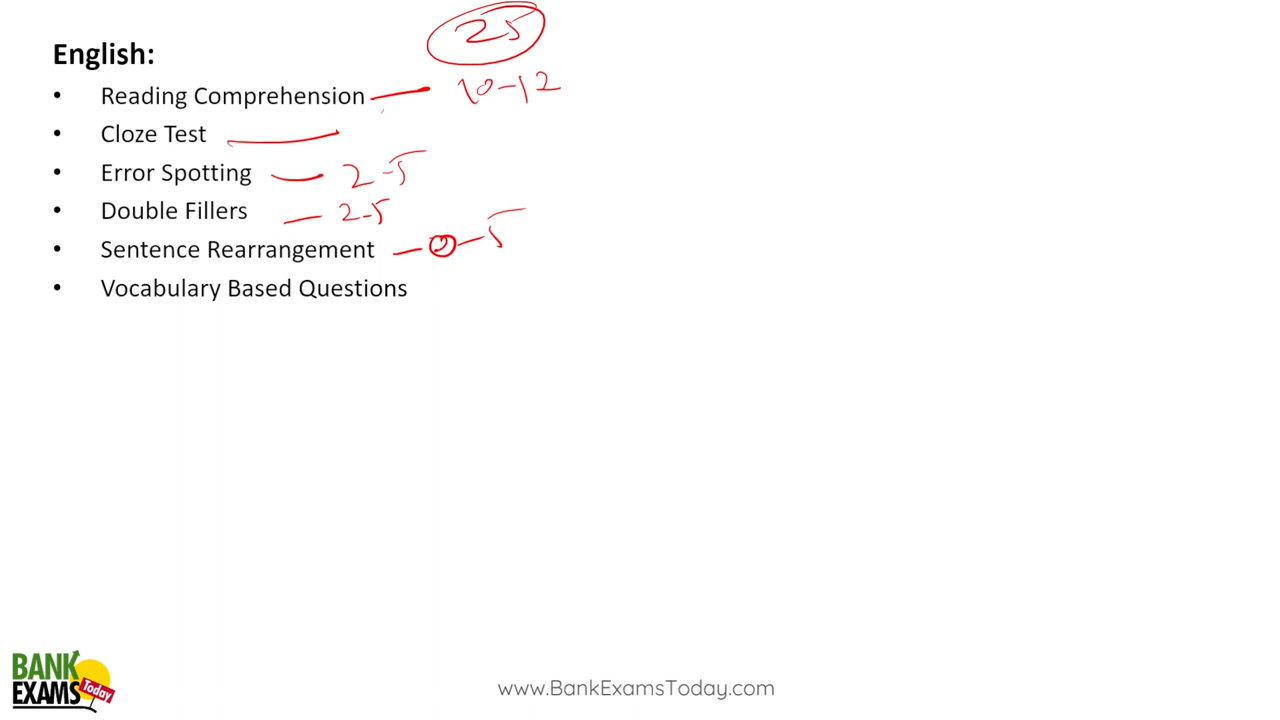 25
English:
• Reading Comprehension — 10-12
• Cloze Test —
• Error Spotting — 2-5
• Double Fillers — 2-5
• Sentence Rearrangement — -5
• Vocabulary Based Questions
BANK
EXAMS Today
www.BankExamsToday.com